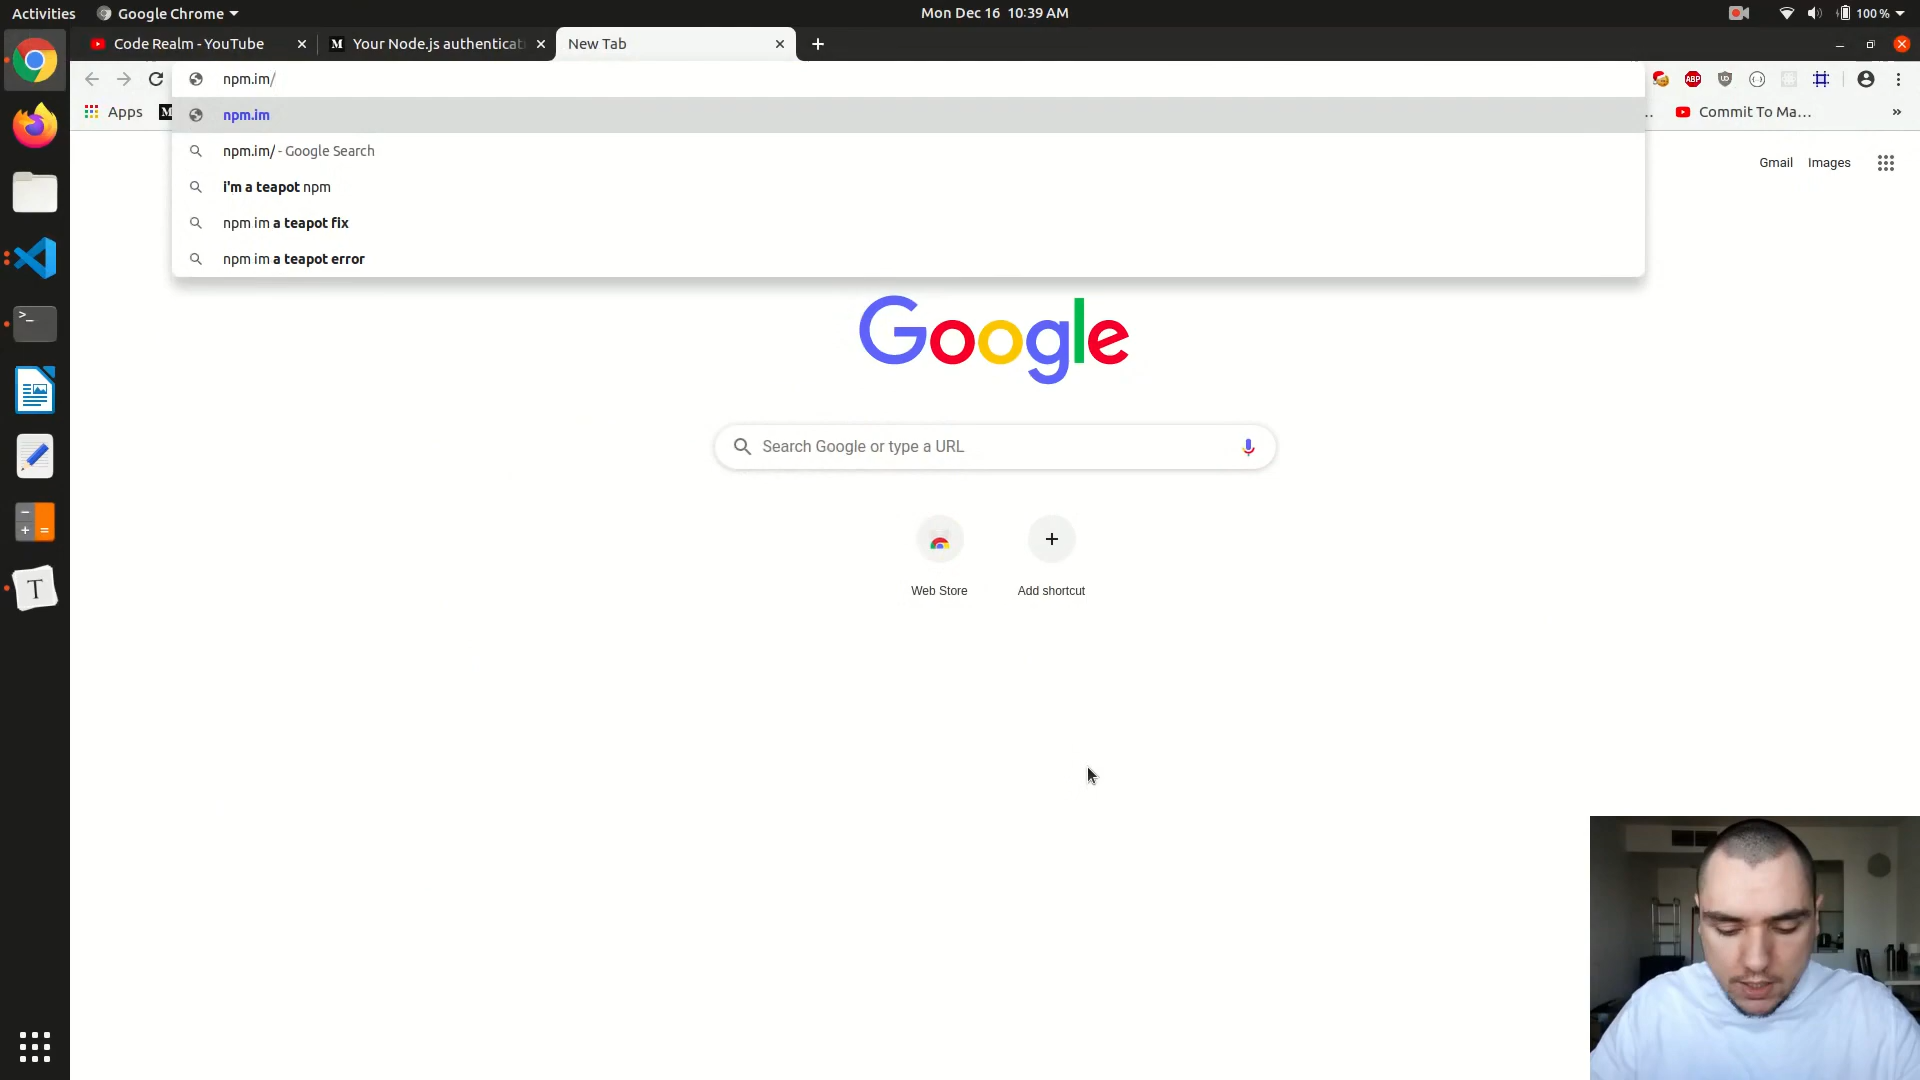 Activities
Google Chrome
Mon Dec 16 10:39 AM
100 %
Code Realm - YouTube
M
Your Node.js authenticat
New Tab
npm.im/
ABP
Apps
M
npm.im
..
Commit To Ma…
»
npm.im/ - Google Search
Gmail
Images
i'm a teapot npm
npm im a teapot fix
npm im a teapot error
Google
Search Google or type a URL
Web Store
Add shortcut
T